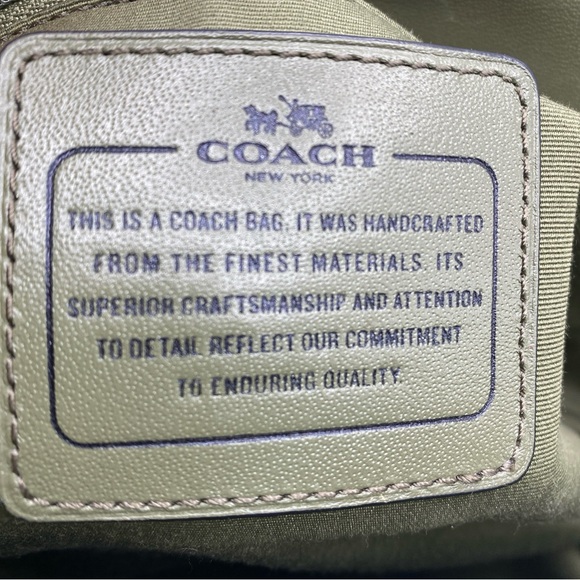 COACH
NEW YORK
THIS IS A COACH BAG. IT WAS HANDCRAFTED
FROM THE FINEST MATERIALS. ITS
SUPERIOR CRAFTSMANSHIP AND ATTENTION
TO DETAIL REFLECT OUR COMMITMENT
TO ENDURING QUALITY.